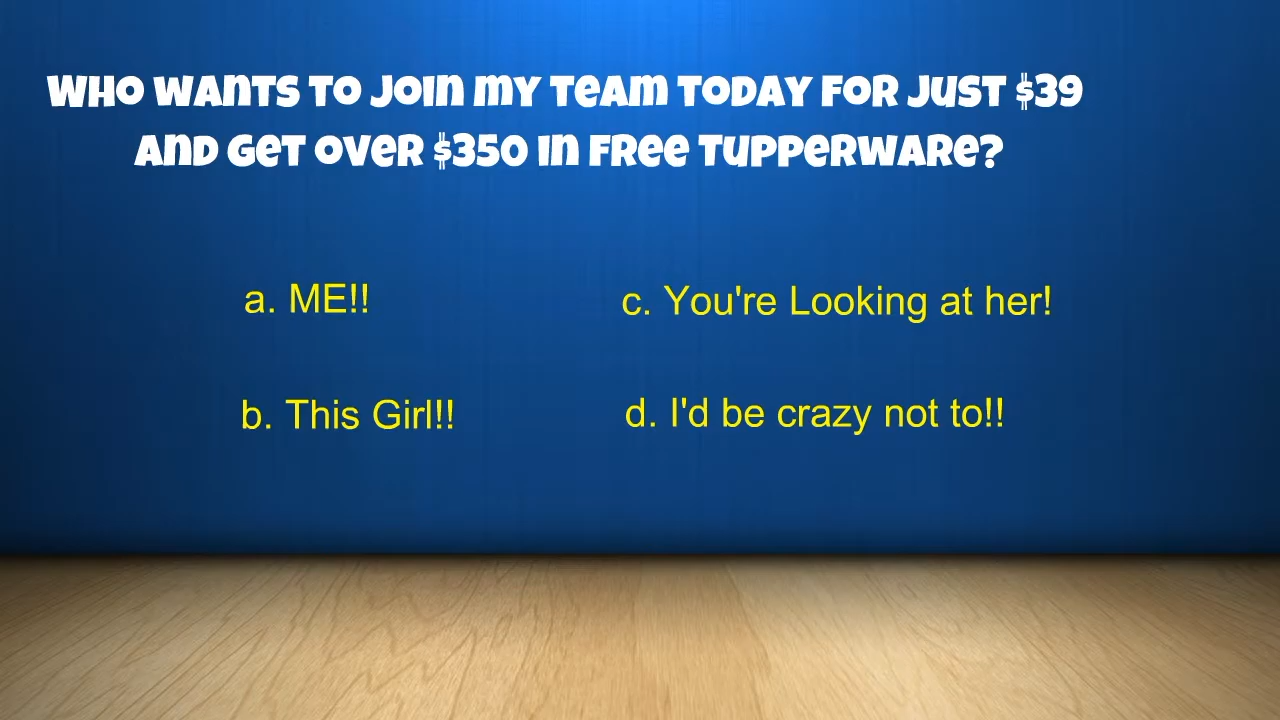 WHO WANTS TO JOIN MY TEAM TODAY FOR JUST $39
AND GET OVER $350 IN FREE TUPPERWARE?
a. ME!!
b. This Girl!!
c. You're Looking at her!
d. I'd be crazy not to!!